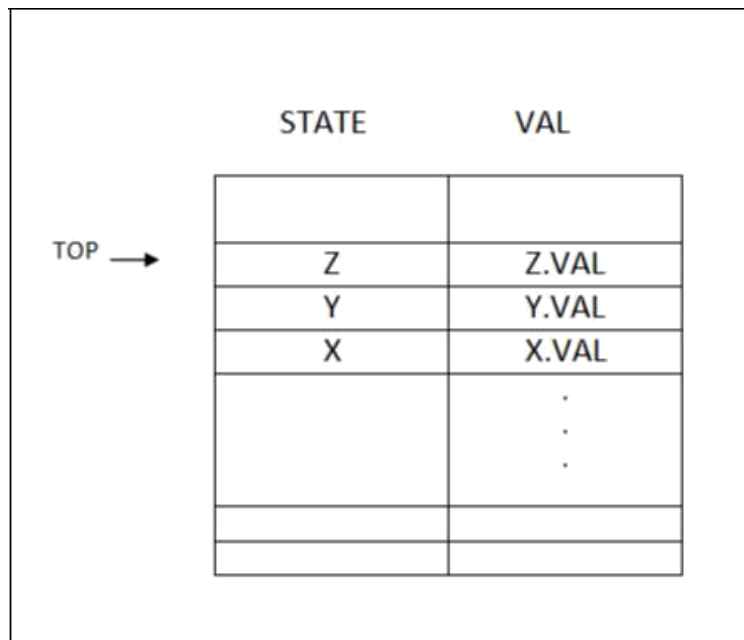 STATE VAL
TOP Z Z.VAL
Y Y.VAL
X X.VAL
.
.
.